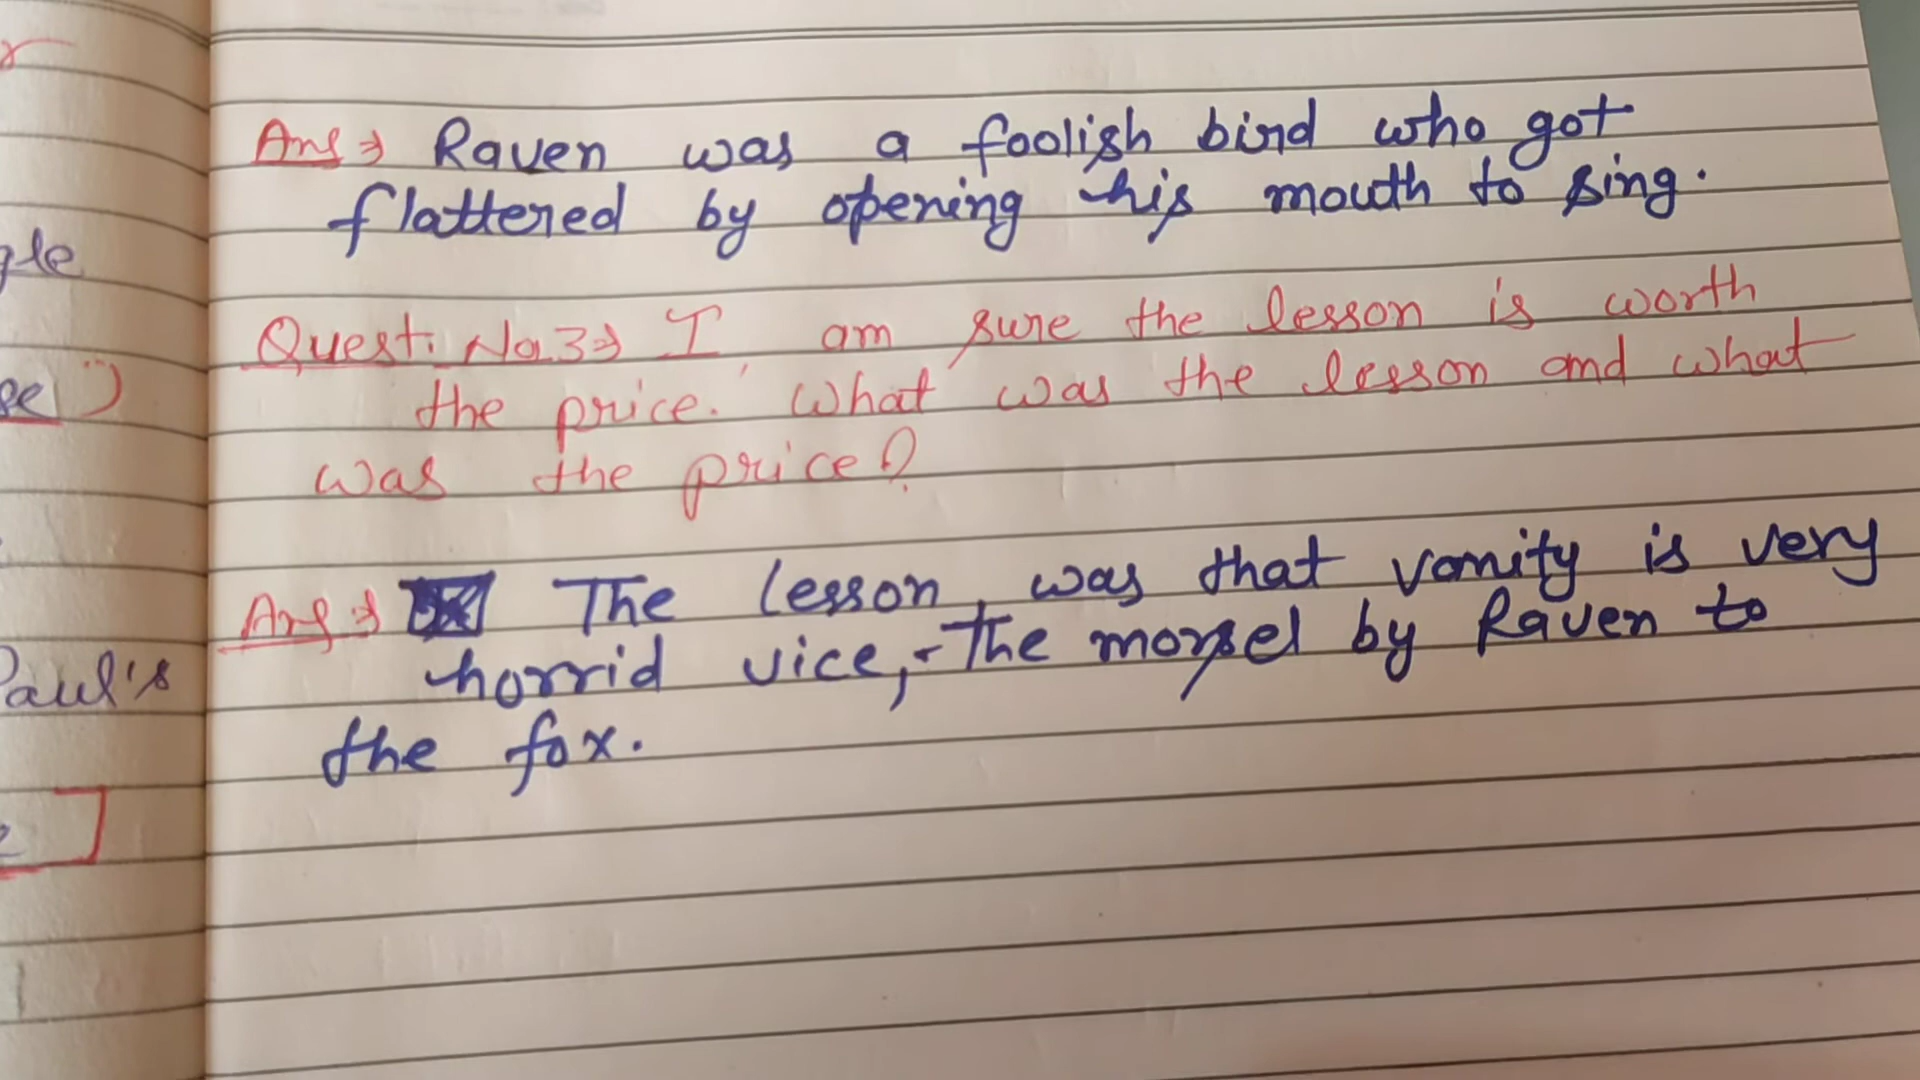 gle
Paul's
Ans ⇒ Raven was a foolish bird who got
flattered by opening his mouth to sing.
Quest. No.3⇒ 'I am sure the lesson is worth
the price.' What was the lesson and what
was the price?
Ans ⇒ The lesson was that vanity is very
horrid vice, - The morsel by Raven to
the fox.